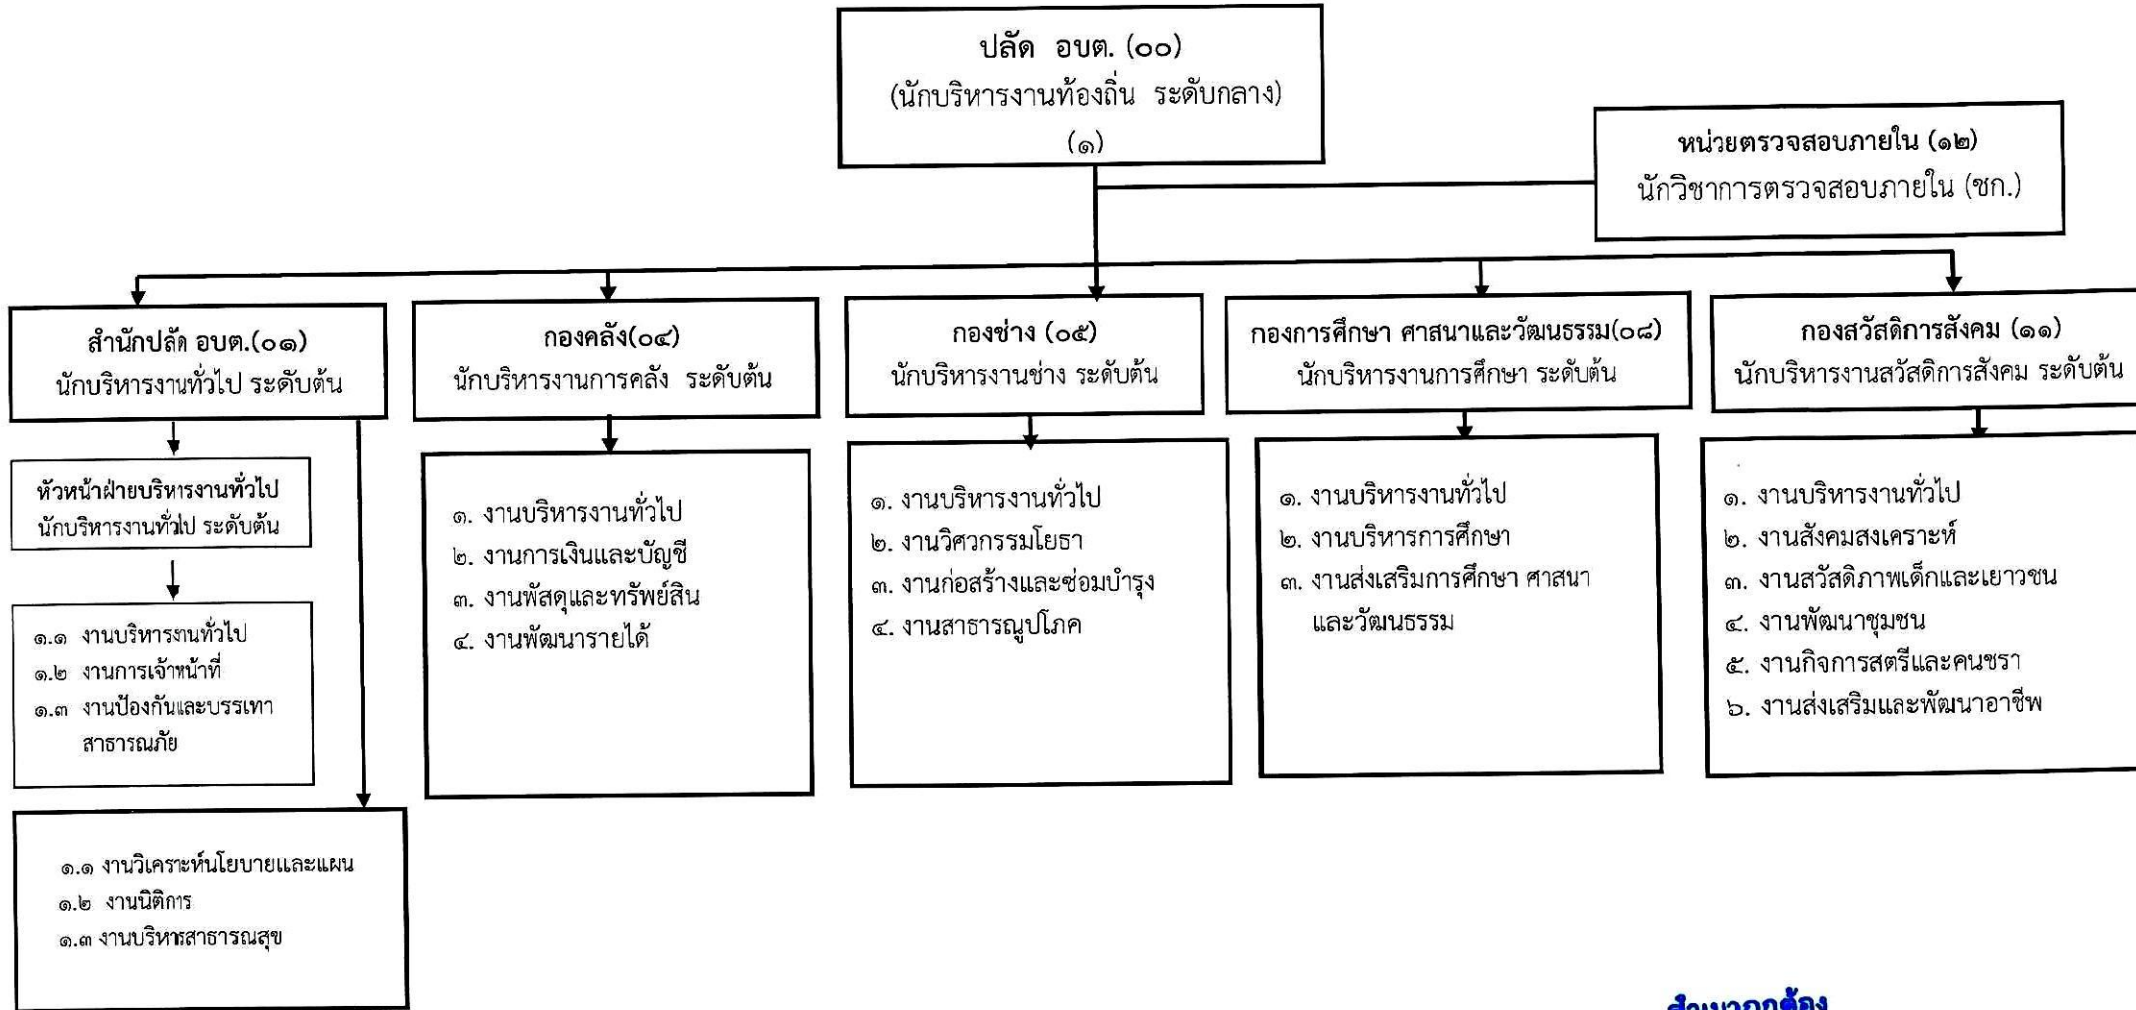 ปลัด อบต. (๐๐)
(นักบริหารงานท้องถิ่น ระดับกลาง)
(๑)
หน่วยตรวจสอบภายใน (๑๒)
นักวิชาการตรวจสอบภายใน (ชก.)
สำนักปลัด อบต.(๐๑)
นักบริหารงานทั่วไป ระดับต้น
กองคลัง(๐๔)
นักบริหารงานการคลัง ระดับต้น
กองช่าง (๐๕)
นักบริหารงานช่าง ระดับต้น
กองการศึกษา ศาสนาและวัฒนธรรม(๐๘)
นักบริหารงานการศึกษา ระดับต้น
กองสวัสดิการสังคม (๑๑)
นักบริหารงานสวัสดิการสังคม ระดับต้น
หัวหน้าฝ่ายบริหารงานทั่วไป
นักบริหารงานทั่วไป ระดับต้น
๑.๑ งานบริหารงานทั่วไป
๑.๒ งานการเจ้าหน้าที่
๑.๓ งานป้องกันและบรรเทา
สาธารณภัย
๑.๑ งานวิเคราะห์นโยบายและแผน
๑.๒ งานนิติการ
๑.๓ งานบริหารสาธารณสุข
๑. งานบริหารงานทั่วไป
๒. งานการเงินและบัญชี
๓. งานพัสดุและทรัพย์สิน
๔. งานพัฒนารายได้
๑. งานบริหารงานทั่วไป
๒. งานวิศวกรรมโยธา
๓. งานก่อสร้างและซ่อมบำรุง
๔. งานสาธารณูปโภค
๑. งานบริหารงานทั่วไป
๒. งานบริหารการศึกษา
๓. งานส่งเสริมการศึกษา ศาสนา
และวัฒนธรรม
๑. งานบริหารงานทั่วไป
๒. งานสังคมสงเคราะห์
๓. งานสวัสดิภาพเด็กและเยาวชน
๔. งานพัฒนาชุมชน
๕. งานกิจการสตรีและคนชรา
๖. งานส่งเสริมและพัฒนาอาชีพ